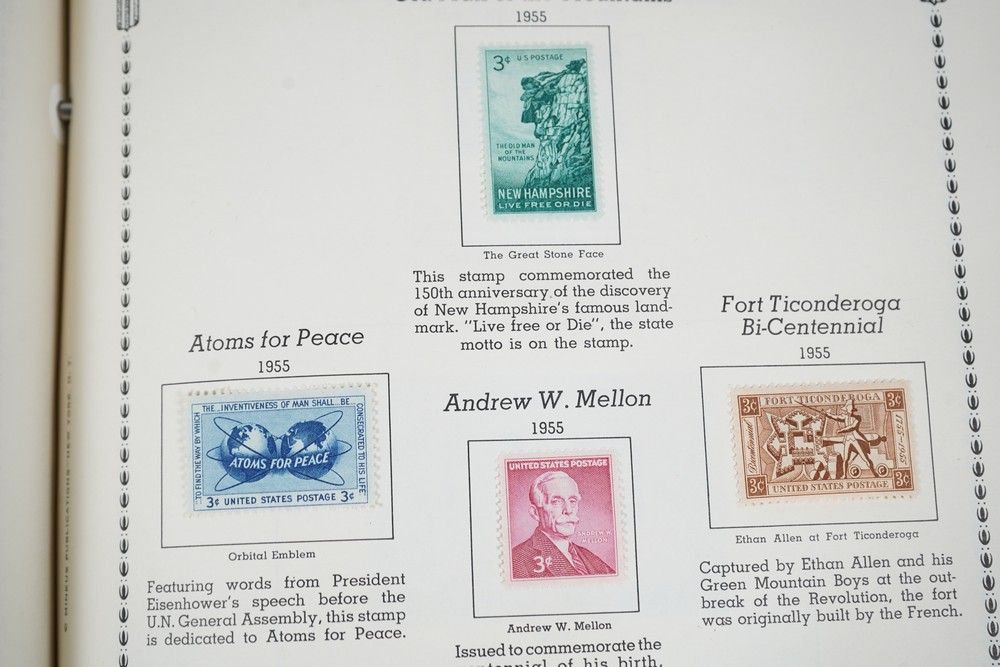 1955
3¢ U S POSTAGE
THE OLD MAN
OF THE
MOUNTAINS
NEW HAMPSHIRE
LIVE FREE OR DIE
The Great Stone Face
This stamp commemorated the
150th anniversary of the discovery
of New Hampshire's famous land-
mark. "Live free or Die", the state
motto is on the stamp.
Atoms for Peace
1955
...TO FIND THE WAY BY WHICH
THE...INVENTIVENESS OF MAN SHALL...BE
CONSECRATED TO HIS LIFE
ATOMS FOR PEACE
3¢ UNITED STATES POSTAGE 3¢
Orbital Emblem
Featuring words from President
Eisenhower's speech before the
U.N. General Assembly, this stamp
is dedicated to Atoms for Peace.
Andrew W. Mellon
1955
UNITED STATES POSTAGE
ANDREW W.
MELLON
3¢
Andrew W. Mellon
Issued to commemorate the
centennial of his birth,
Fort Ticonderoga
Bi-Centennial
1955
3¢ FORT TICONDEROGA 3¢
Bicentennial
1755-1955
3¢ UNITED STATES POSTAGE 3¢
Ethan Allen at Fort Ticonderoga
Captured by Ethan Allen and his
Green Mountain Boys at the out-
break of the Revolution, the fort
was originally built by the French.